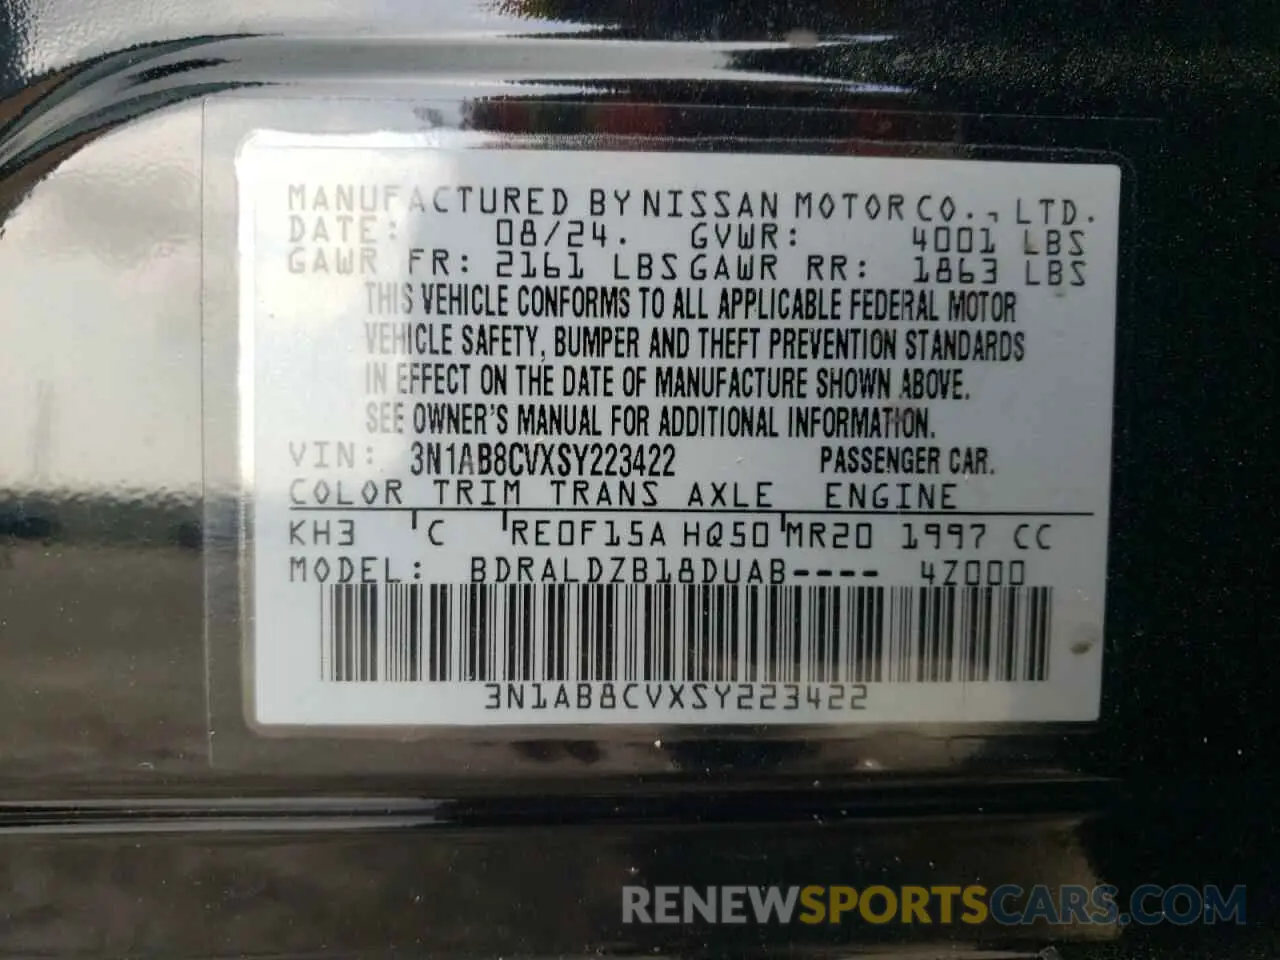 MANUFACTURED BY NISSAN MOTOR CO., LTD.
DATE: 08/24. GVWR: 4001 LBS
GAWR FR: 2161 LBS GAWR RR: 1863 LBS
THIS VEHICLE CONFORMS TO ALL APPLICABLE FEDERAL MOTOR
VEHICLE SAFETY, BUMPER AND THEFT PREVENTION STANDARDS
IN EFFECT ON THE DATE OF MANUFACTURE SHOWN ABOVE.
SEE OWNER'S MANUAL FOR ADDITIONAL INFORMATION.
VIN: 3N1AB8CVXSY223422 PASSENGER CAR.
COLOR TRIM TRANS AXLE ENGINE
KH3 C RE0F15A HQ50 MR20 1997 CC
MODEL: BDRALDZB18DUAB---- 4Z000
3N1AB8CVXSY223422
RENEWSPORTSCARS.COM